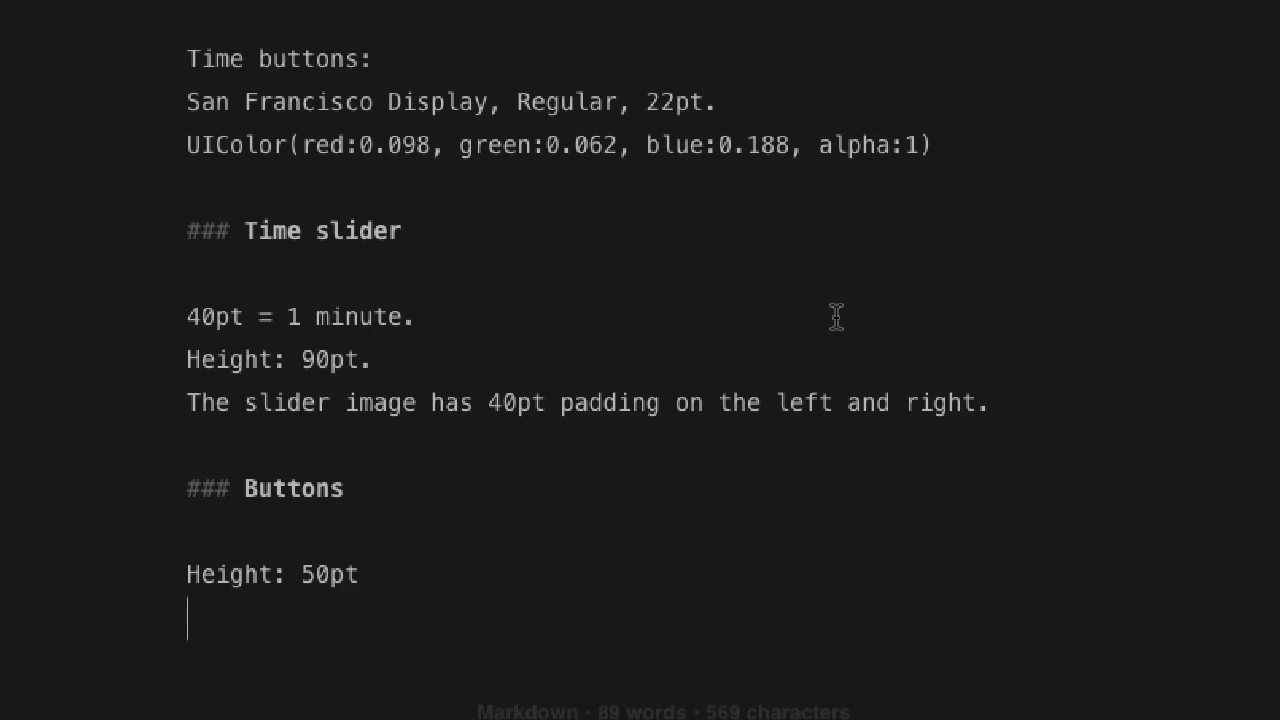 Time buttons:
San Francisco Display, Regular, 22pt.
UIColor(red:0.098, green:0.062, blue:0.188, alpha:1)
### Time slider
40pt = 1 minute.
Height: 90pt.
The slider image has 40pt padding on the left and right.
### Buttons
Height: 50pt
Markdown • 89 words • 569 characters